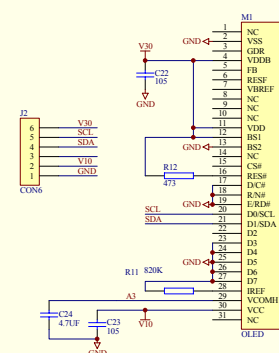 M1
1 NC
2 VSS
3 GDR
4 VDDB
5 FB
6 RESF
7 VBREF
8 NC
9 NC
10 NC
11 VDD
12 BS1
13 BS2
14 NC
15 CS#
16 RES#
17 D/C#
18 R/N#
19 E/RD#
20 D0/SCL
21 D1/SDA
22 D2
23 D3
24 D4
25 D5
26 D6
27 D7
28 IREF
29 VCOMH
30 VCC
31 NC
OLED
V30
GND
C22
105
GND
GND
R12
473
GND
SCL
SDA
GND
R11 820K
A3
C24
4.7UF
C23
105
V10
GND
J2
6 V30
5 SCL
4 SDA
3
2 V10
1 GND
CON6